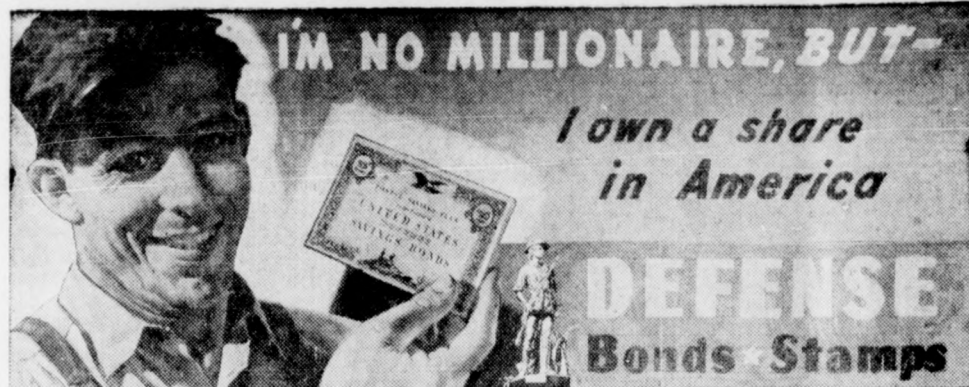 I'M NO MILLIONAIRE, BUT-
I own a share
in America
UNITED STATES
SAVINGS BONDS
DEFENSE
Bonds ★ Stamps